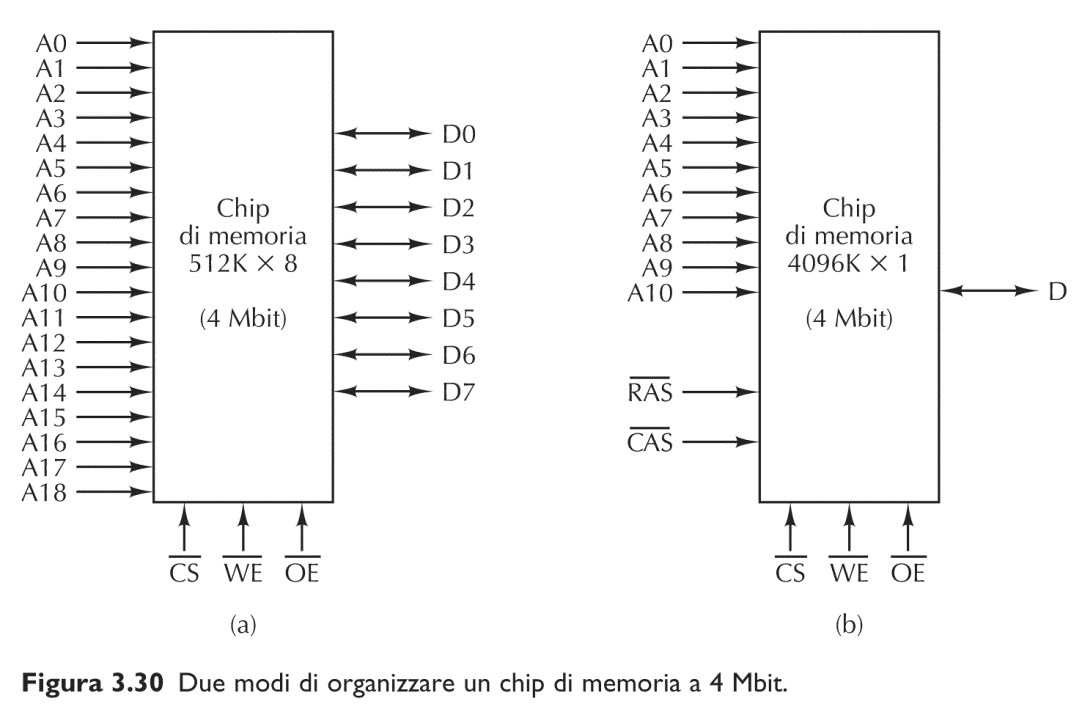 A0
A1
A2
A3
A4
A5
A6
A7
A8
A9
A10
A11
A12
A13
A14
A15
A16
A17
A18
Chip
di memoria
512K × 8
(4 Mbit)
D0
D1
D2
D3
D4
D5
D6
D7
CS WE OE
(a)
A0
A1
A2
A3
A4
A5
A6
A7
A8
A9
A10
RAS
CAS
Chip
di memoria
4096K × 1
(4 Mbit)
D
CS WE OE
(b)
Figura 3.30 Due modi di organizzare un chip di memoria a 4 Mbit.